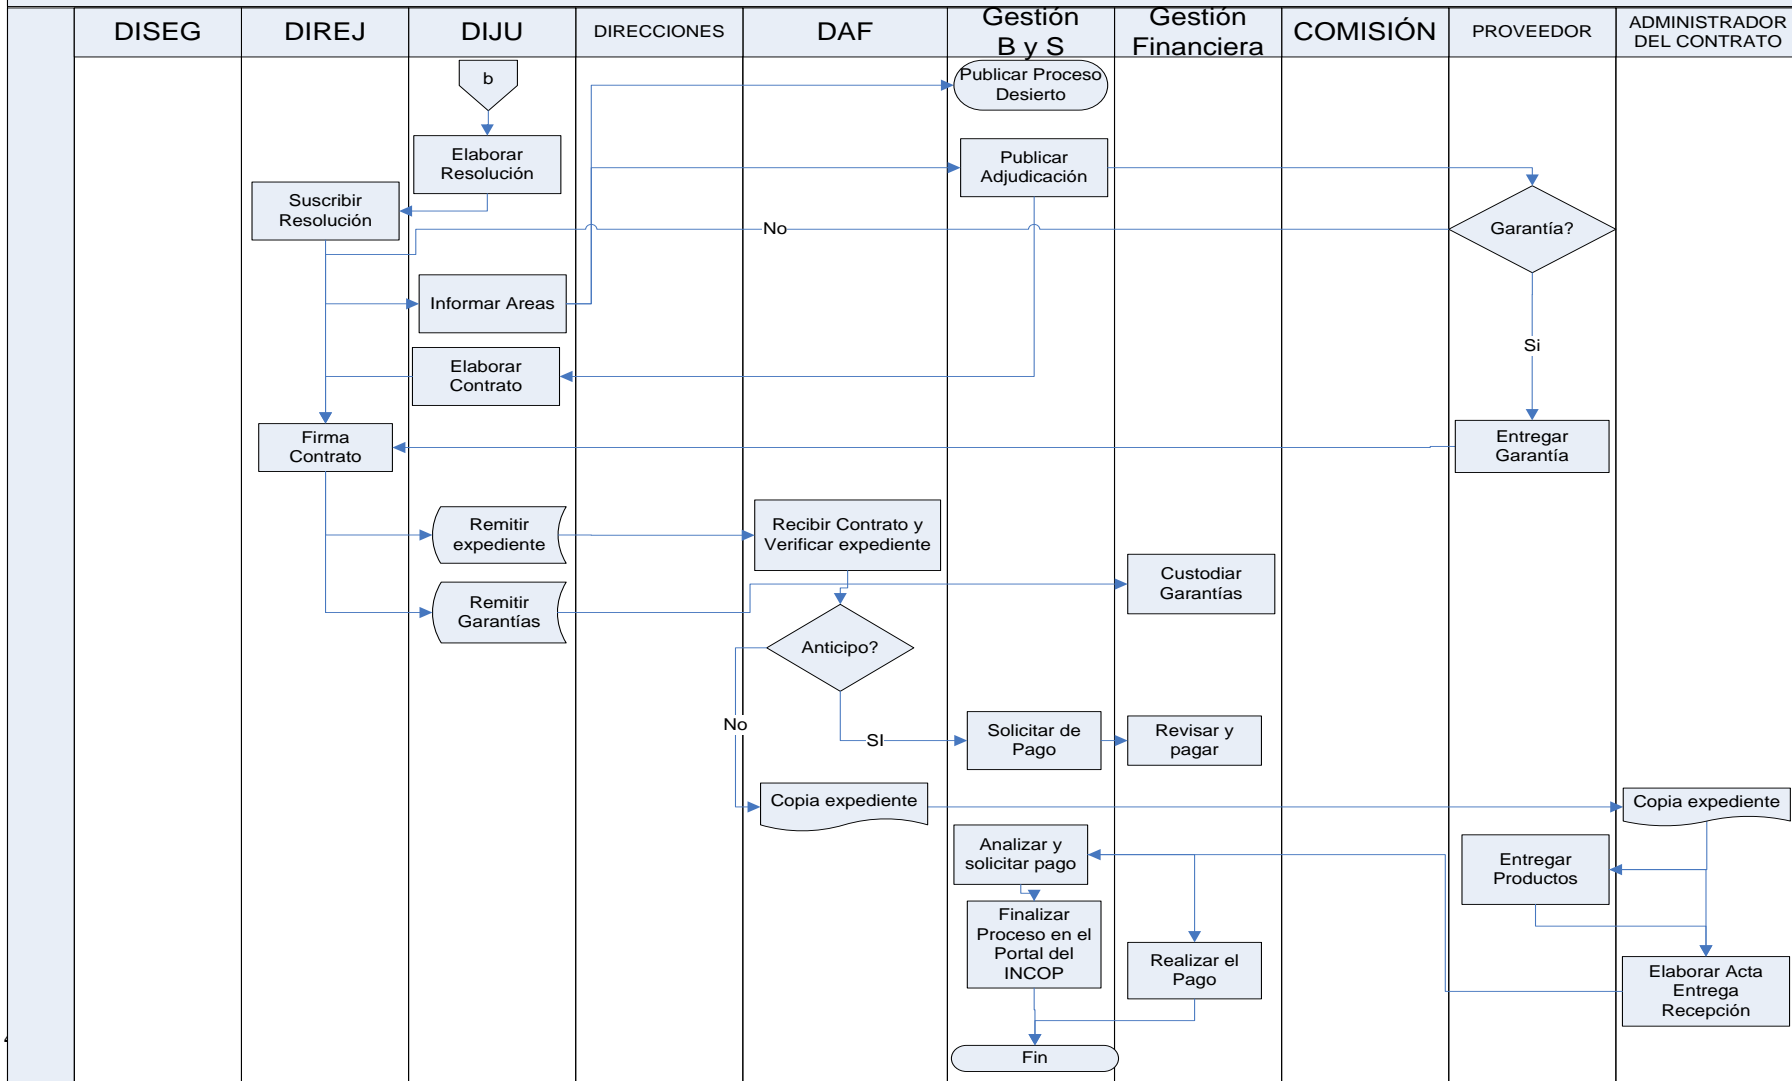 DISEG
DIREJ
DIJU
DIRECCIONES
DAF
Gestión
B y S
Gestión
Financiera
COMISIÓN
PROVEEDOR
ADMINISTRADOR
DEL CONTRATO
b
Publicar Proceso
Desierto
Elaborar
Resolución
Publicar
Adjudicación
Suscribir
Resolución
No
Garantía?
Informar Areas
Si
Elaborar
Contrato
Firma
Contrato
Entregar
Garantía
Remitir
expediente
Recibir Contrato y
Verificar expediente
Custodiar
Garantías
Remitir
Garantías
Anticipo?
No
SI
Solicitar de
Pago
Revisar y
pagar
Copia expediente
Copia expediente
Analizar y
solicitar pago
Entregar
Productos
Finalizar
Proceso en el
Portal del
INCOP
Realizar el
Pago
Elaborar Acta
Entrega
Recepción
Fin